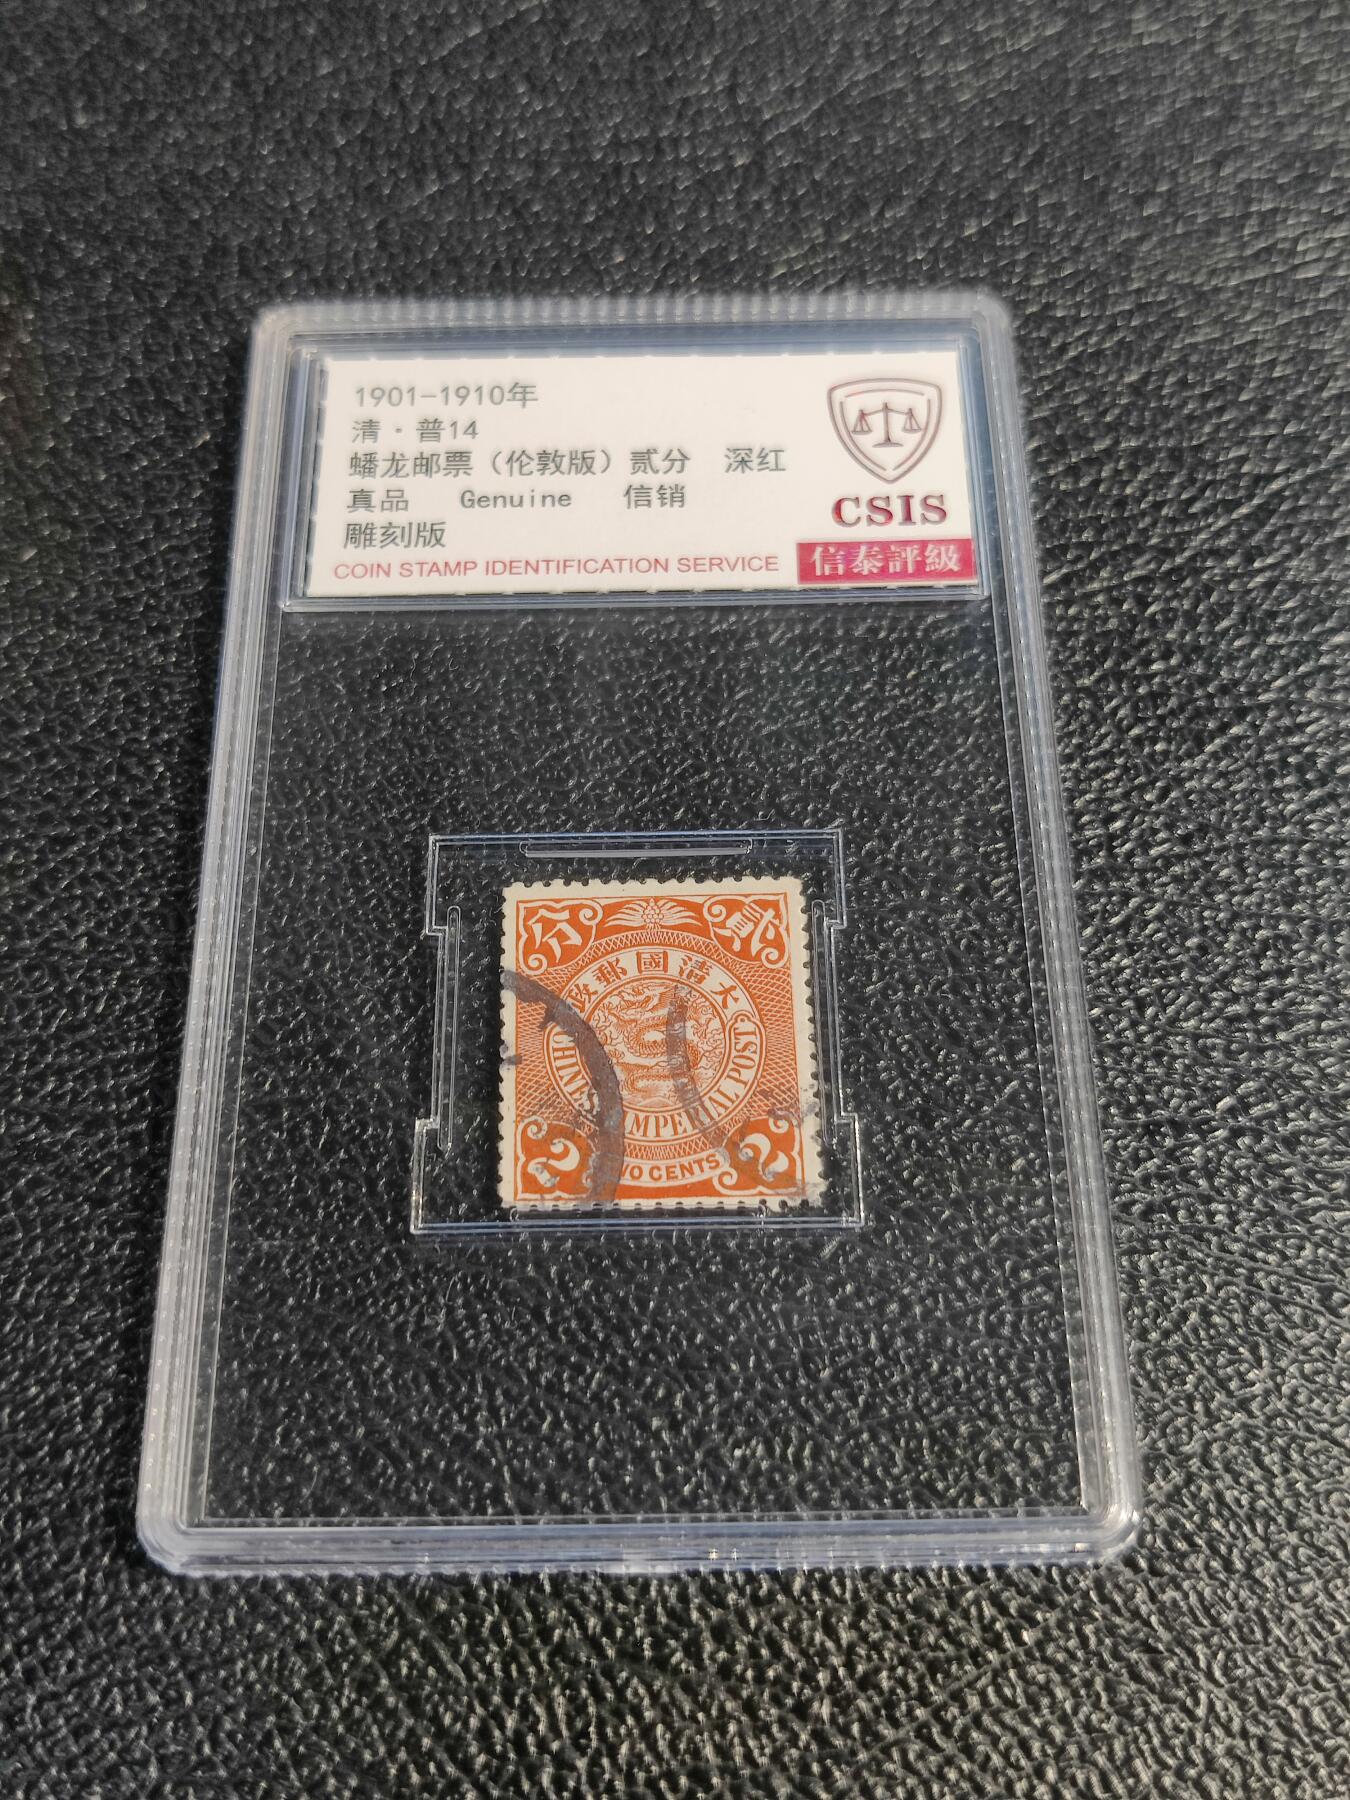 1901-1910年
清·普14
蟠龙邮票（伦敦版）贰分 深红
真品 Genuine 信销
雕刻版
COIN STAMP IDENTIFICATION SERVICE
CSIS
信泰評級
分 貳
政郵國清大
CHINESE IMPERIAL POST
2 WO CENTS 2